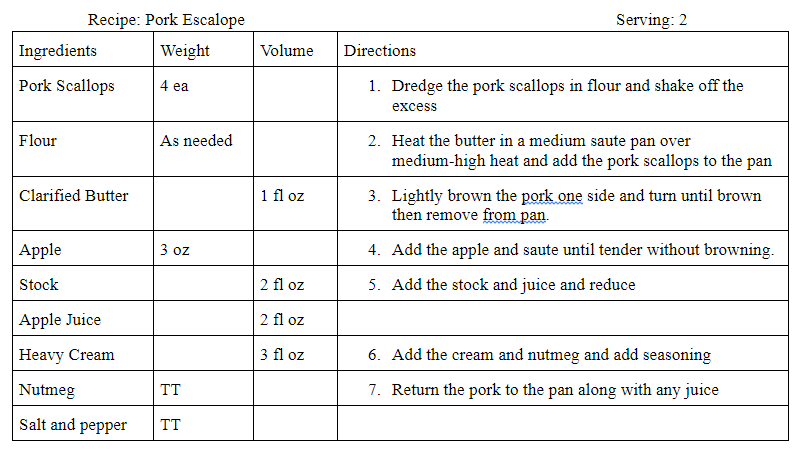 Recipe: Pork Escalope Serving: 2
Ingredients Weight Volume Directions
Pork Scallops 4 ea 1. Dredge the pork scallops in flour and shake off the
excess
Flour As needed 2. Heat the butter in a medium saute pan over
medium-high heat and add the pork scallops to the pan
Clarified Butter 1 fl oz 3. Lightly brown the pork one side and turn until brown
then remove from pan.
Apple 3 oz 4. Add the apple and saute until tender without browning.
Stock 2 fl oz 5. Add the stock and juice and reduce
Apple Juice 2 fl oz
Heavy Cream 3 fl oz 6. Add the cream and nutmeg and add seasoning
Nutmeg TT 7. Return the pork to the pan along with any juice
Salt and pepper TT